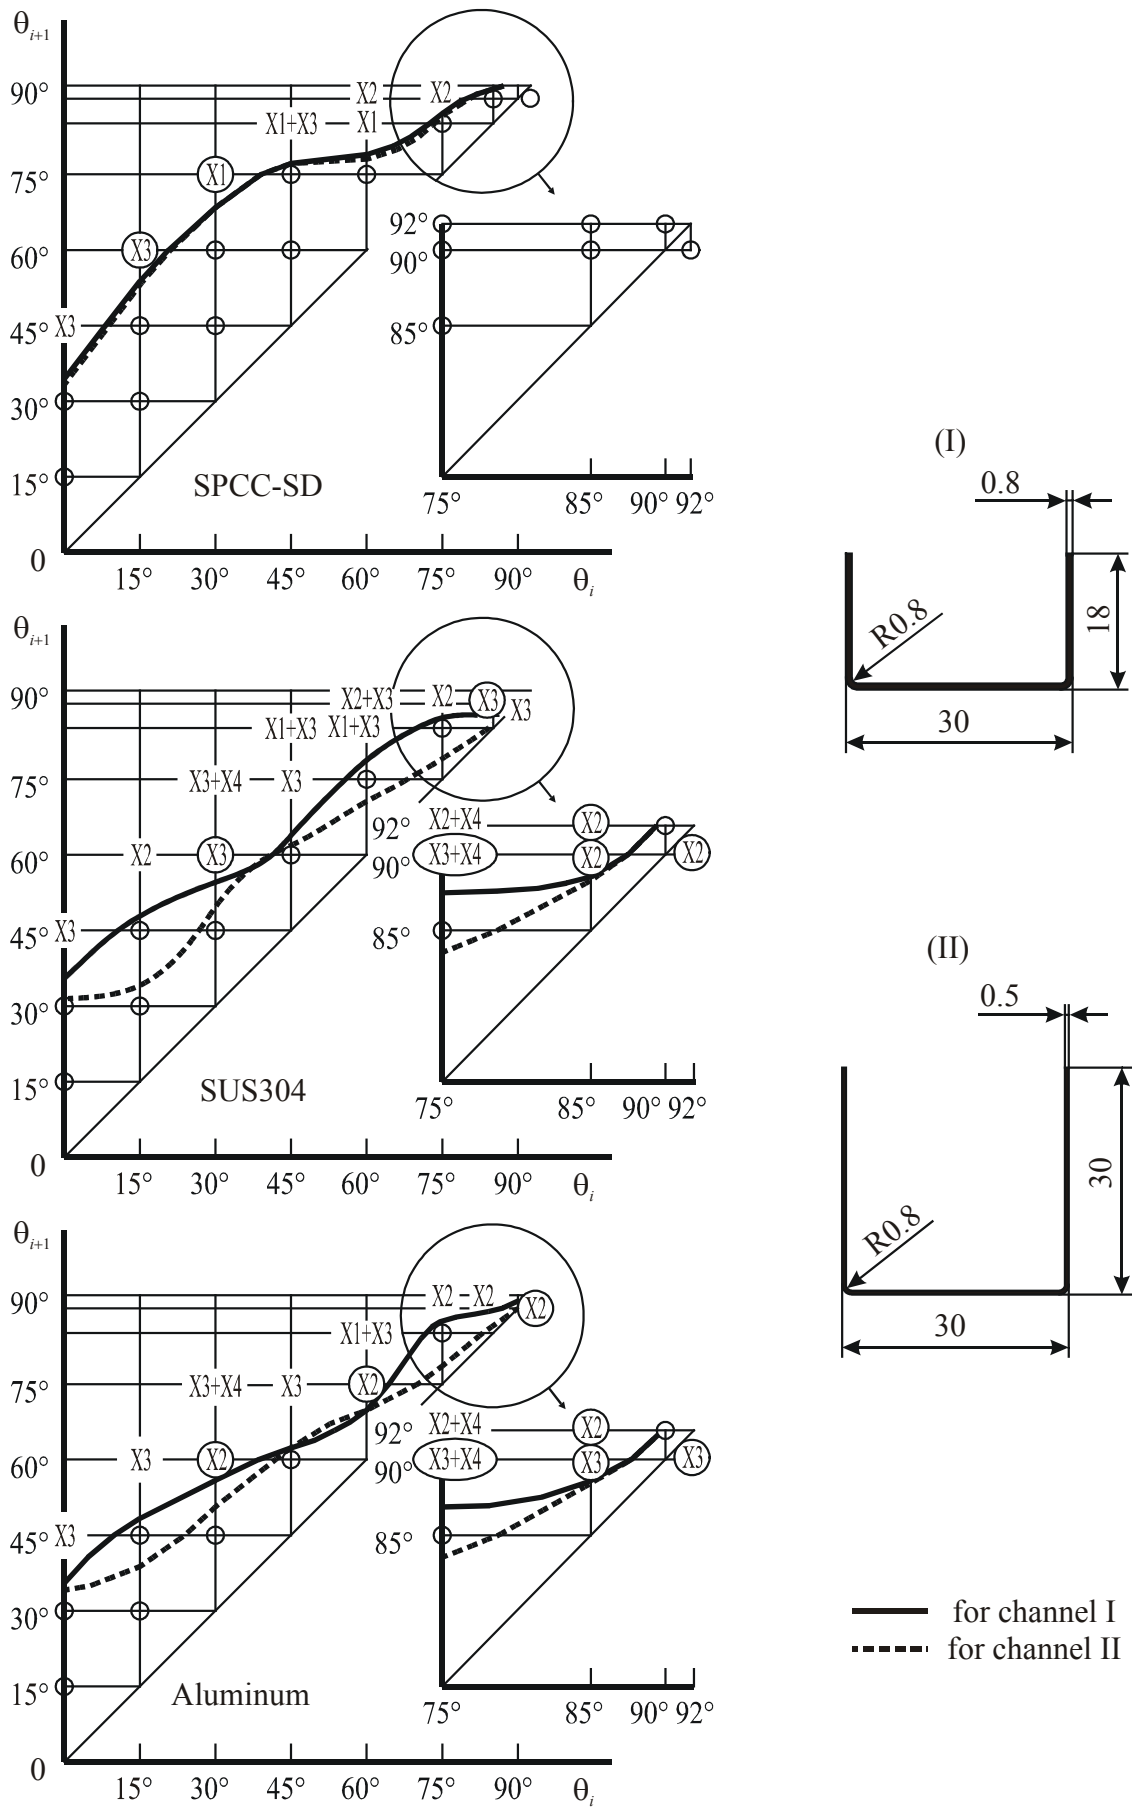 θi+1
90°
X2
X2
X1+X3
X1
75°
X1
92°
60°
X3
90°
45°
X3
85°
30°
15°
SPCC-SD
75°
85°
90°
92°
0
15°
30°
45°
60°
75°
90°
θi
θi+1
90°
X2+X3
X2
X3
X3
X1+X3
X1+X3
75°
X3+X4
X3
92°
X2+X4
X2
60°
X2
X3
90°
X3+X4
X2
X2
45°
X3
85°
30°
15°
SUS304
75°
85°
90°
92°
0
15°
30°
45°
60°
75°
90°
θi
θi+1
90°
X2
X2
X2
X1+X3
75°
X3+X4
X3
X2
92°
X2+X4
X2
60°
X3
X2
90°
X3+X4
X3
X3
45°
X3
85°
30°
15°
Aluminum
75°
85°
90°
92°
0
15°
30°
45°
60°
75°
90°
θi
(I)
0.8
R0.8
18
30
(II)
0.5
R0.8
30
30
for channel I
for channel II